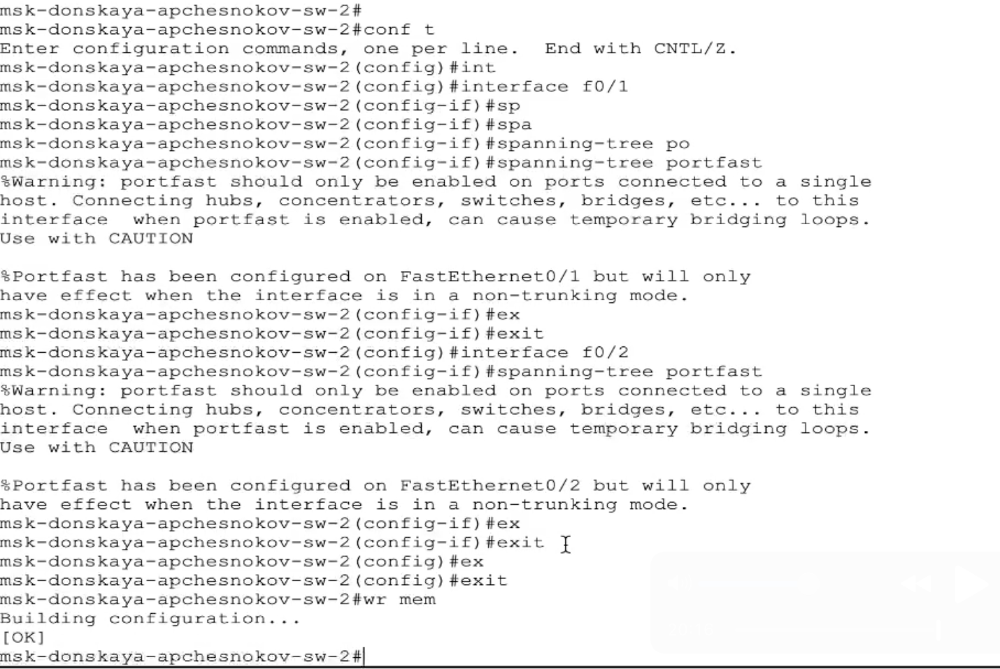 msk-donskaya-apchesnokov-sw-2#
msk-donskaya-apchesnokov-sw-2#conf t
Enter configuration commands, one per line.  End with CNTL/Z.
msk-donskaya-apchesnokov-sw-2(config)#int
msk-donskaya-apchesnokov-sw-2(config)#interface f0/1
msk-donskaya-apchesnokov-sw-2(config-if)#sp
msk-donskaya-apchesnokov-sw-2(config-if)#spa
msk-donskaya-apchesnokov-sw-2(config-if)#spanning-tree po
msk-donskaya-apchesnokov-sw-2(config-if)#spanning-tree portfast
%Warning: portfast should only be enabled on ports connected to a single
host. Connecting hubs, concentrators, switches, bridges, etc... to this
interface  when portfast is enabled, can cause temporary bridging loops.
Use with CAUTION

%Portfast has been configured on FastEthernet0/1 but will only
have effect when the interface is in a non-trunking mode.
msk-donskaya-apchesnokov-sw-2(config-if)#ex
msk-donskaya-apchesnokov-sw-2(config-if)#exit
msk-donskaya-apchesnokov-sw-2(config)#interface f0/2
msk-donskaya-apchesnokov-sw-2(config-if)#spanning-tree portfast
%Warning: portfast should only be enabled on ports connected to a single
host. Connecting hubs, concentrators, switches, bridges, etc... to this
interface  when portfast is enabled, can cause temporary bridging loops.
Use with CAUTION

%Portfast has been configured on FastEthernet0/2 but will only
have effect when the interface is in a non-trunking mode.
msk-donskaya-apchesnokov-sw-2(config-if)#ex
msk-donskaya-apchesnokov-sw-2(config-if)#exit
msk-donskaya-apchesnokov-sw-2(config)#ex
msk-donskaya-apchesnokov-sw-2(config)#exit
msk-donskaya-apchesnokov-sw-2#wr mem
Building configuration...
[OK]
msk-donskaya-apchesnokov-sw-2#